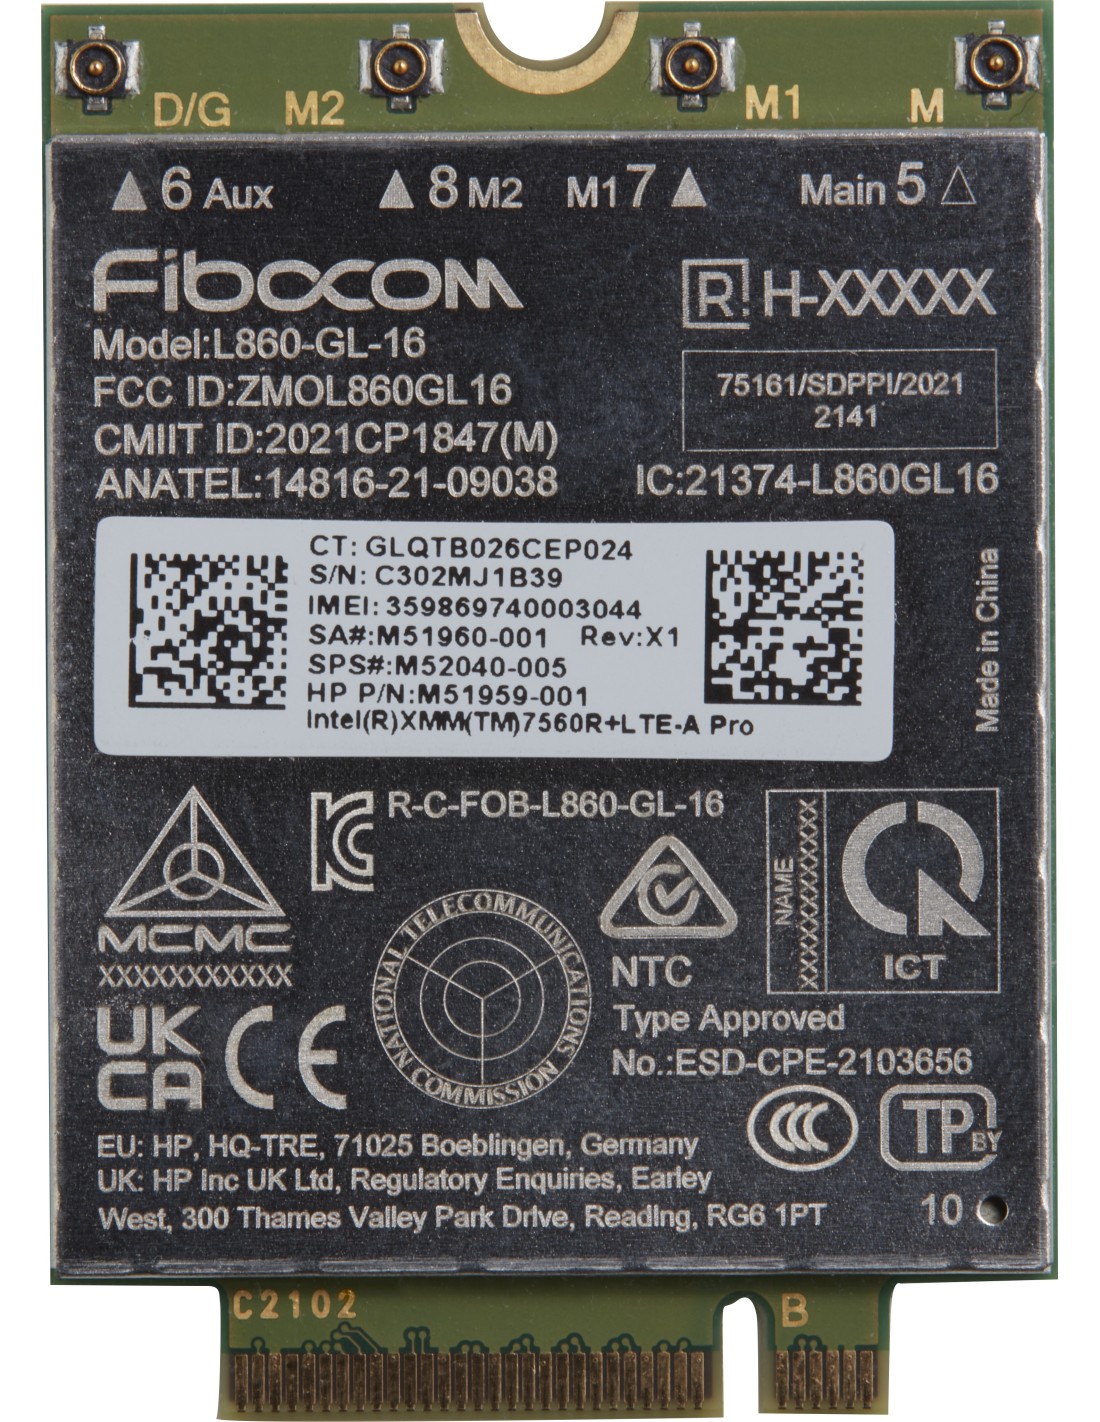 D/G M2 M1 M
6 Aux 8 M2 M1 7 Main 5
Fibocom
R H-XXXXX
Model:L860-GL-16
FCC ID:ZMOL860GL16
75161/SDPPI/2021
2141
CMIIT ID:2021CP1847(M)
ANATEL:14816-21-09038
IC:21374-L860GL16
CT: GLQTB026CEP024
S/N: C302MJ1B39
IMEI: 359869740003044
SA#:M51960-001 Rev:X1
SPS#:M52040-005
HP P/N:M51959-001
Intel(R)XMM(TM)7560R+LTE-A Pro
Made in China
R-C-FOB-L860-GL-16
MCMC
XXXXXXXXXXX
NATIONAL TELECOMMUNICATIONS COMMISSION
NTC
Type Approved
No.:ESD-CPE-2103656
NAME
XXXXXXXXXXX
ICT
UK
CA
CE
CCC
TP BY
EU: HP, HQ-TRE, 71025 Boeblingen, Germany
UK: HP Inc UK Ltd, Regulatory Enquiries, Earley
West, 300 Thames Valley Park Drive, Reading, RG6 1PT
10
C2102
B